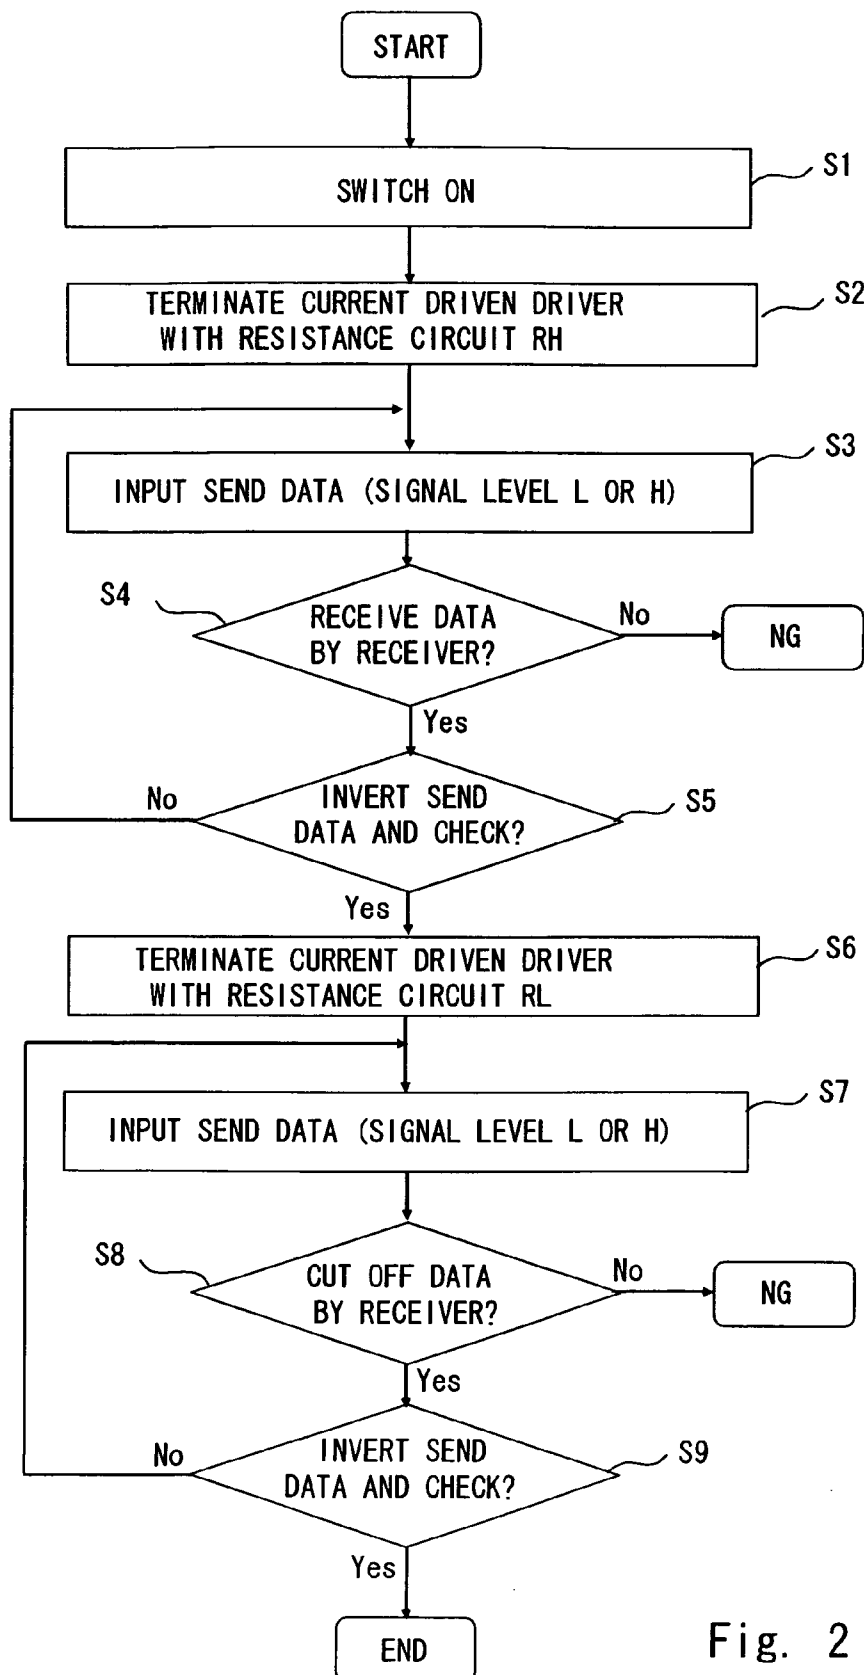 START
SWITCH ON
S1
TERMINATE CURRENT DRIVEN DRIVER
WITH RESISTANCE CIRCUIT RH
S2
INPUT SEND DATA (SIGNAL LEVEL L OR H)
S3
S4
RECEIVE DATA
BY RECEIVER?
No
NG
Yes
INVERT SEND
DATA AND CHECK?
No
S5
Yes
TERMINATE CURRENT DRIVEN DRIVER
WITH RESISTANCE CIRCUIT RL
S6
INPUT SEND DATA (SIGNAL LEVEL L OR H)
S7
S8
CUT OFF DATA
BY RECEIVER?
No
NG
Yes
INVERT SEND
DATA AND CHECK?
No
S9
Yes
END
Fig. 2